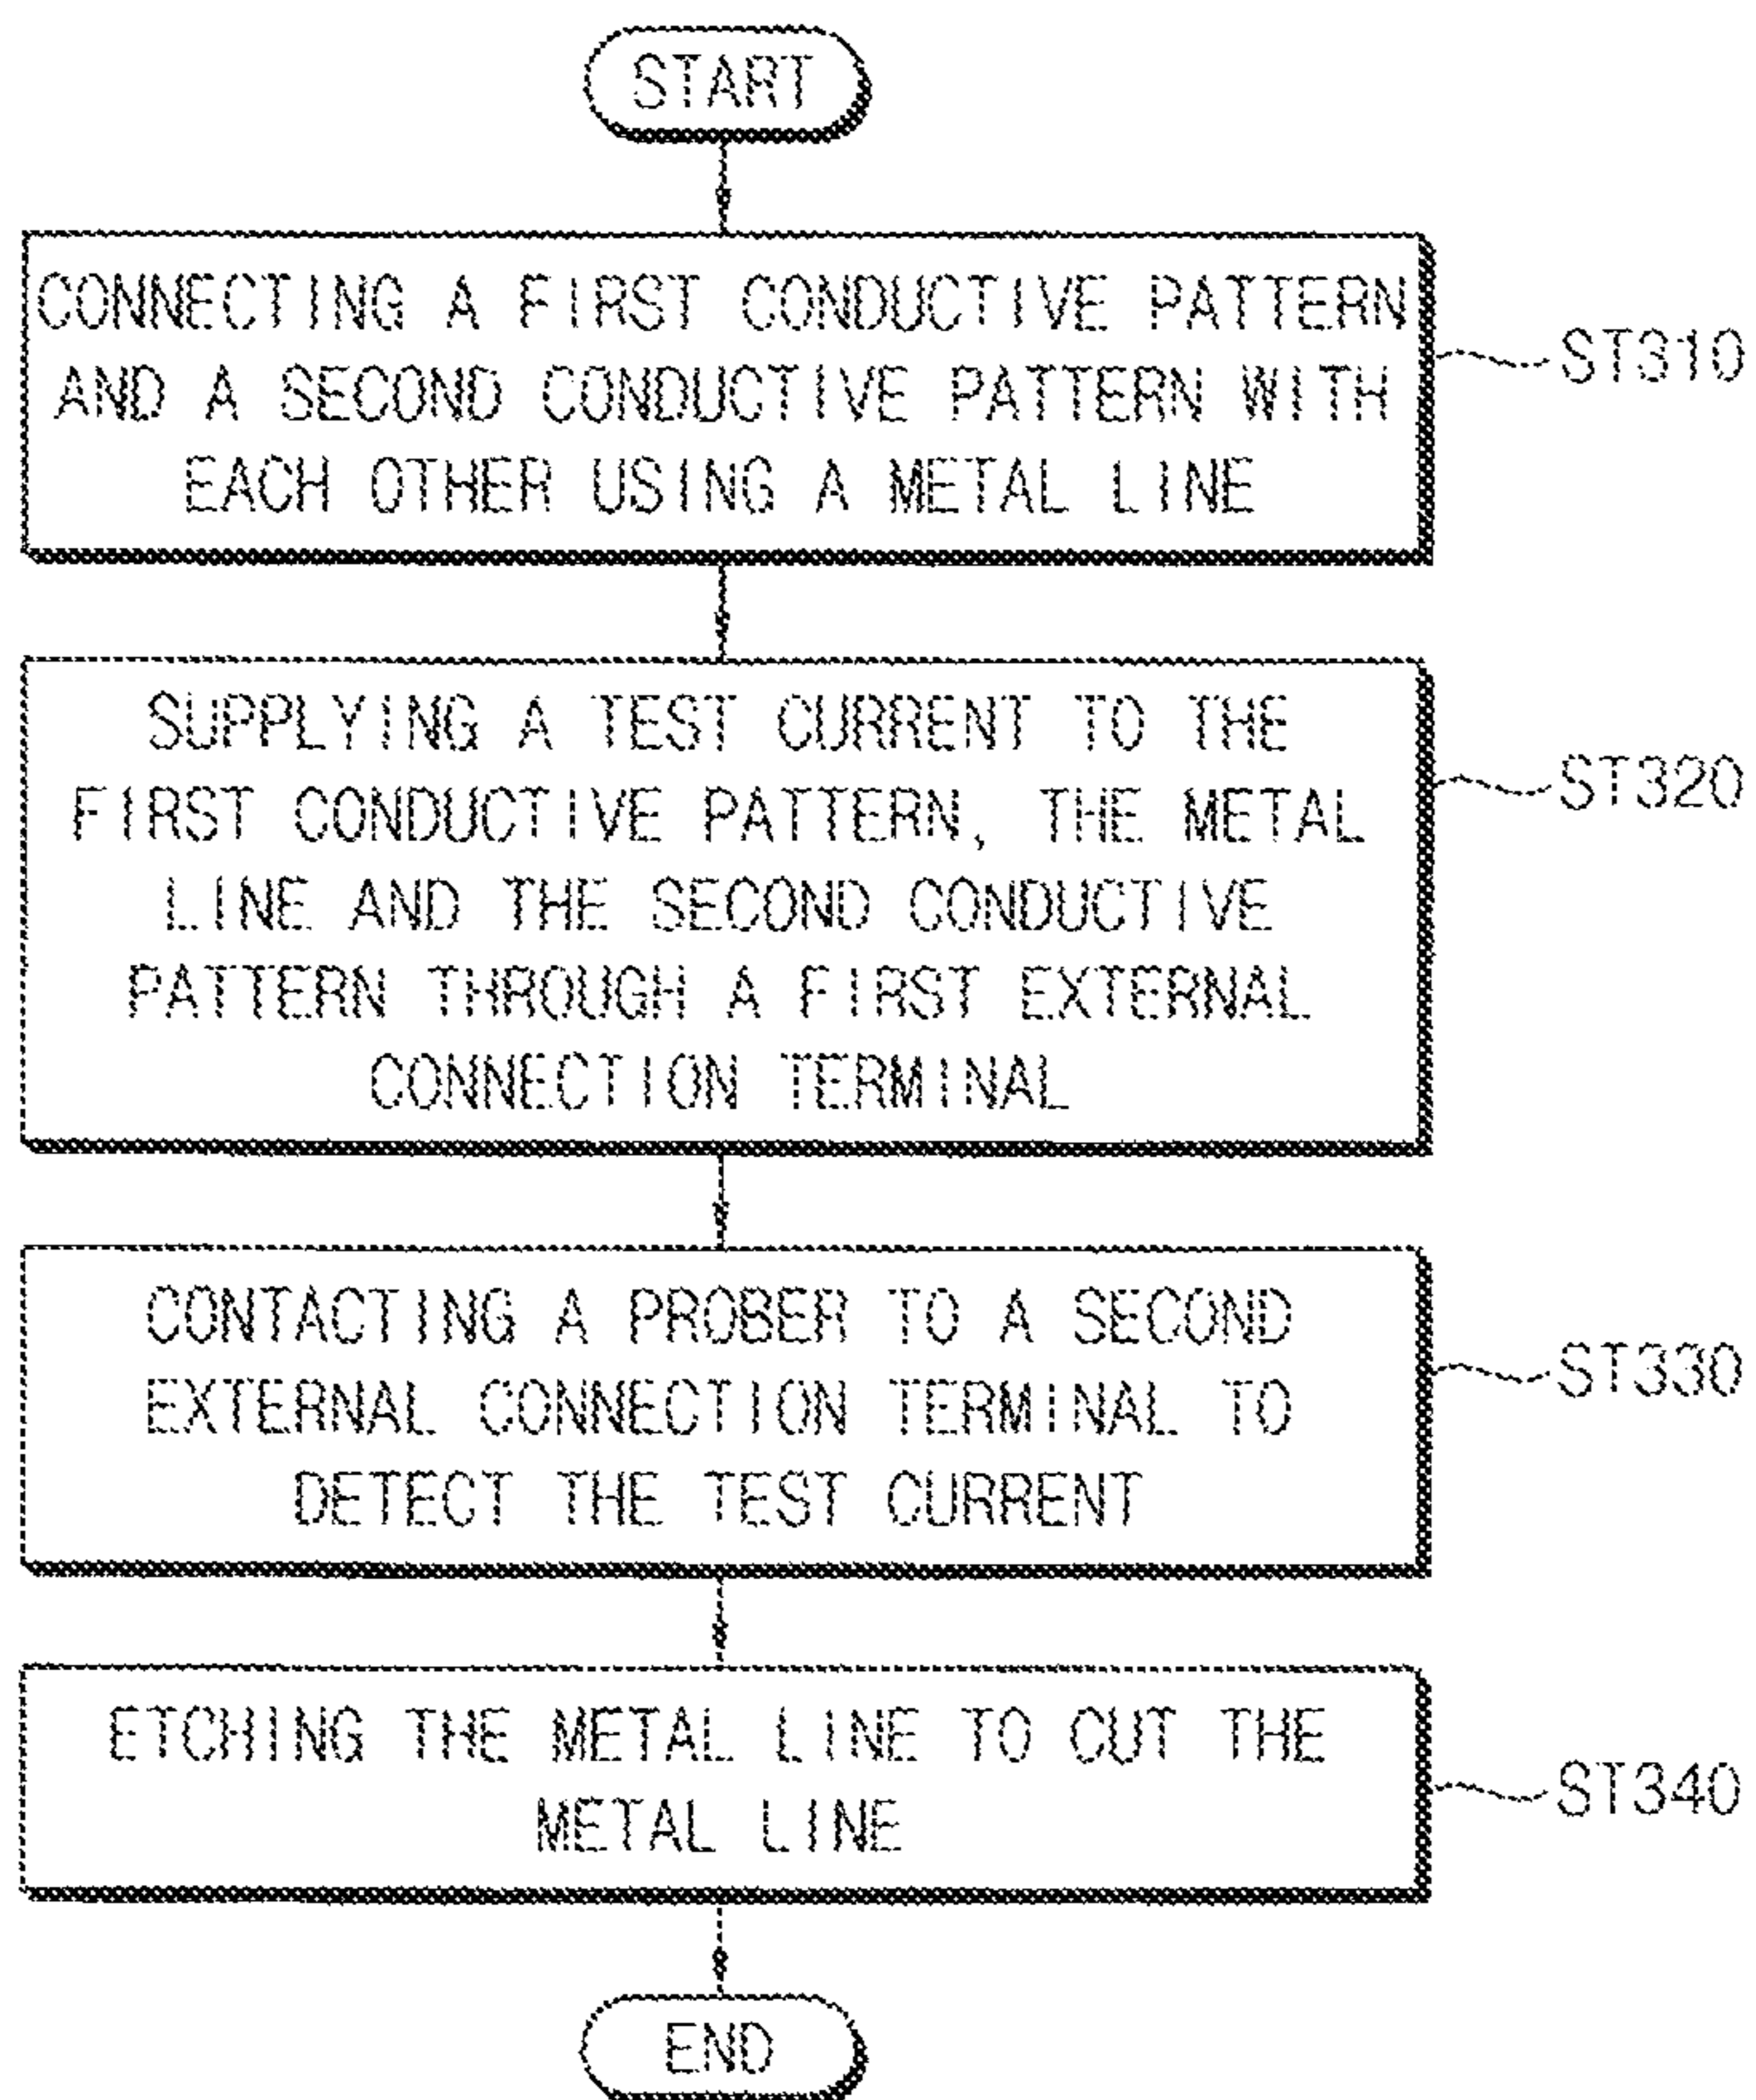 START
CONNECTING A FIRST CONDUCTIVE PATTERN
AND A SECOND CONDUCTIVE PATTERN WITH
EACH OTHER USING A METAL LINE
ST310
SUPPLYING A TEST CURRENT TO THE
FIRST CONDUCTIVE PATTERN, THE METAL
LINE AND THE SECOND CONDUCTIVE
PATTERN THROUGH A FIRST EXTERNAL
CONNECTION TERMINAL
ST320
CONTACTING A PROBER TO A SECOND
EXTERNAL CONNECTION TERMINAL TO
DETECT THE TEST CURRENT
ST330
ETCHING THE METAL LINE TO CUT THE
METAL LINE
ST340
END